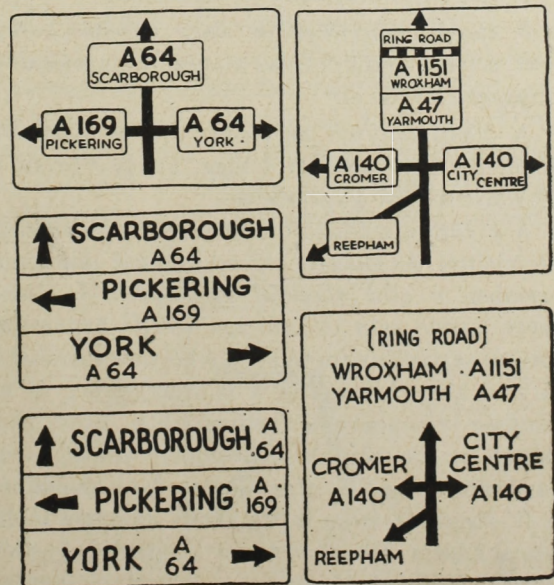 A 64
SCARBOROUGH
A 169
PICKERING
A 64
YORK
RING ROAD
A 1151
WROXHAM
A 47
YARMOUTH
A 140
CROMER
A 140
CITY
CENTRE
REEPHAM
SCARBOROUGH
A 64
PICKERING
A 169
YORK
A 64
SCARBOROUGH A
64
PICKERING A
169
YORK A
64
[RING ROAD]
WROXHAM A1151
YARMOUTH A47
CROMER
A140
CITY
CENTRE
A140
REEPHAM